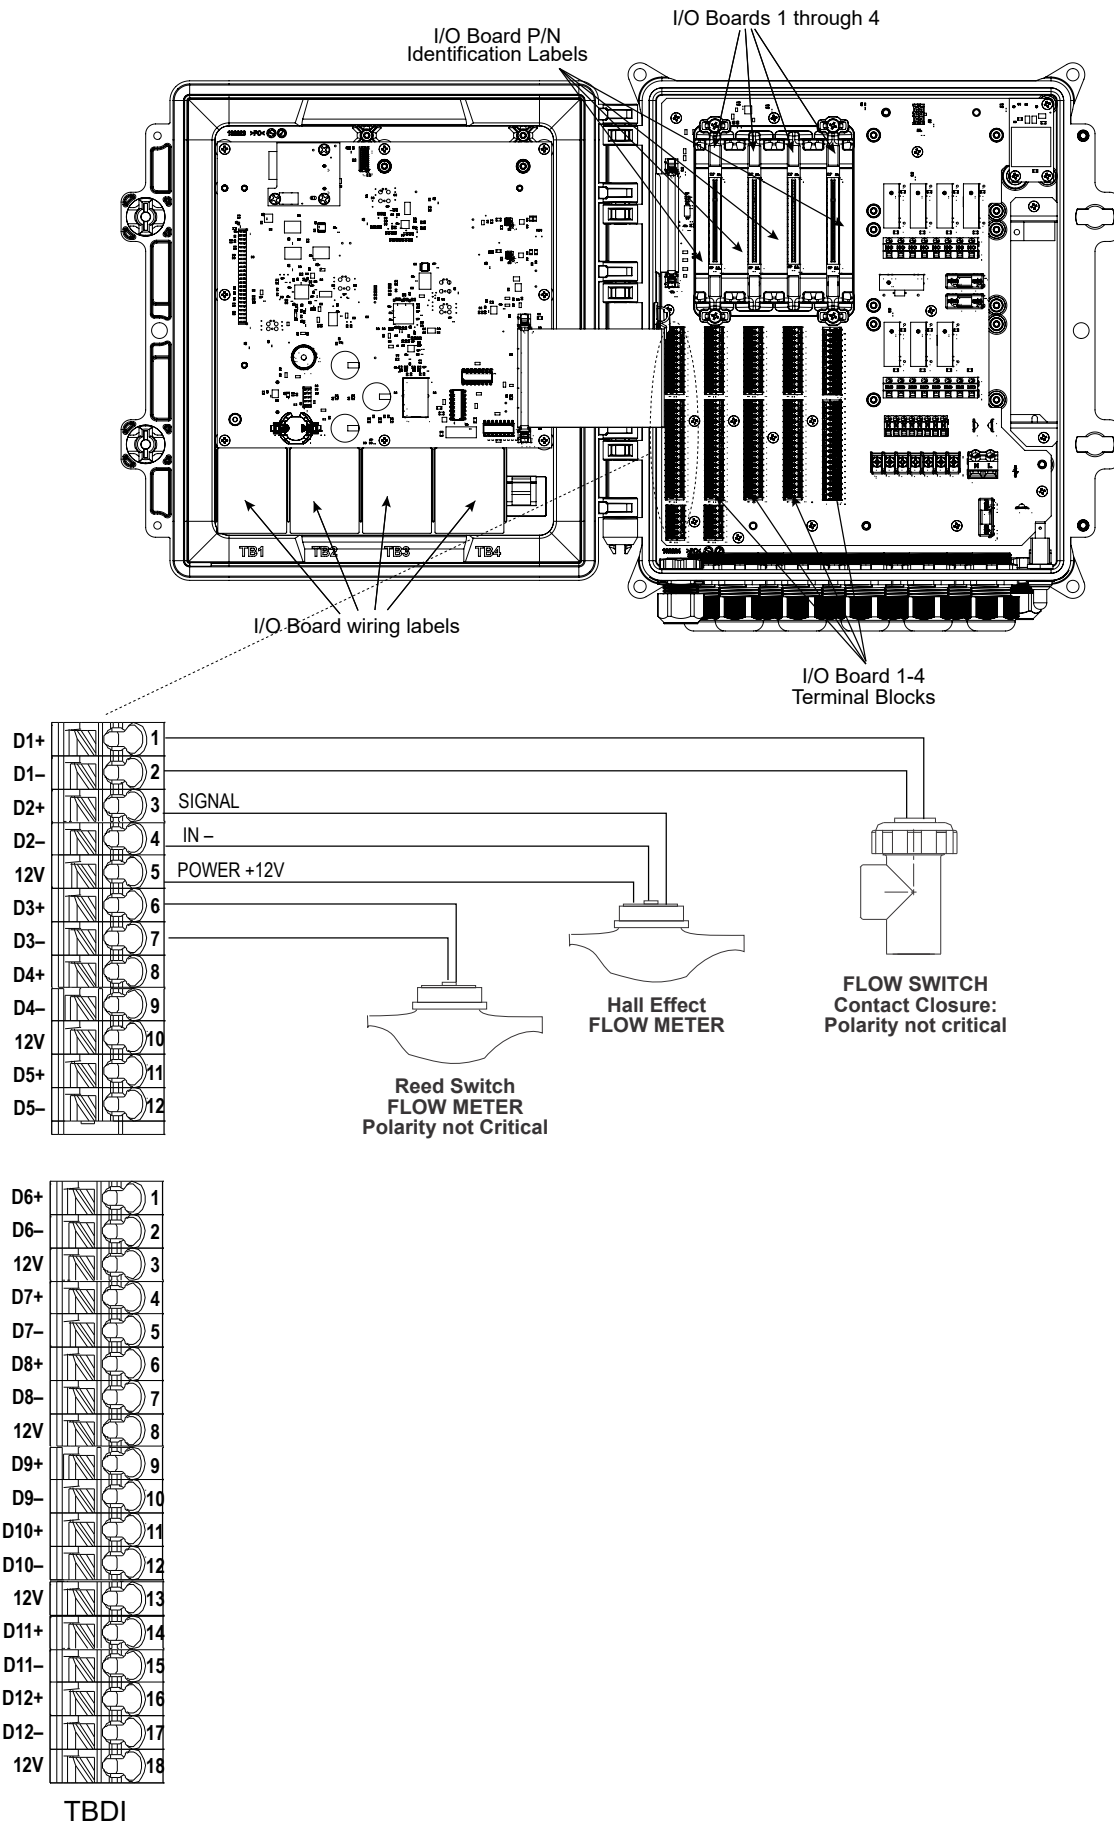 I/O Boards 1 through 4
I/O Board P/N
Identification Labels
TB1 TB2 TB3 TB4
N L
I/O Board wiring labels
I/O Board 1-4
Terminal Blocks
D1+ 1
D1– 2
D2+ 3 SIGNAL
D2– 4 IN –
12V 5 POWER +12V
D3+ 6
D3– 7
D4+ 8
D4– 9
12V 10
D5+ 11
D5– 12
FLOW SWITCH
Contact Closure:
Polarity not critical
Hall Effect
FLOW METER
Reed Switch
FLOW METER
Polarity not Critical
D6+ 1
D6– 2
12V 3
D7+ 4
D7– 5
D8+ 6
D8– 7
12V 8
D9+ 9
D9– 10
D10+ 11
D10– 12
12V 13
D11+ 14
D11– 15
D12+ 16
D12– 17
12V 18
TBDI